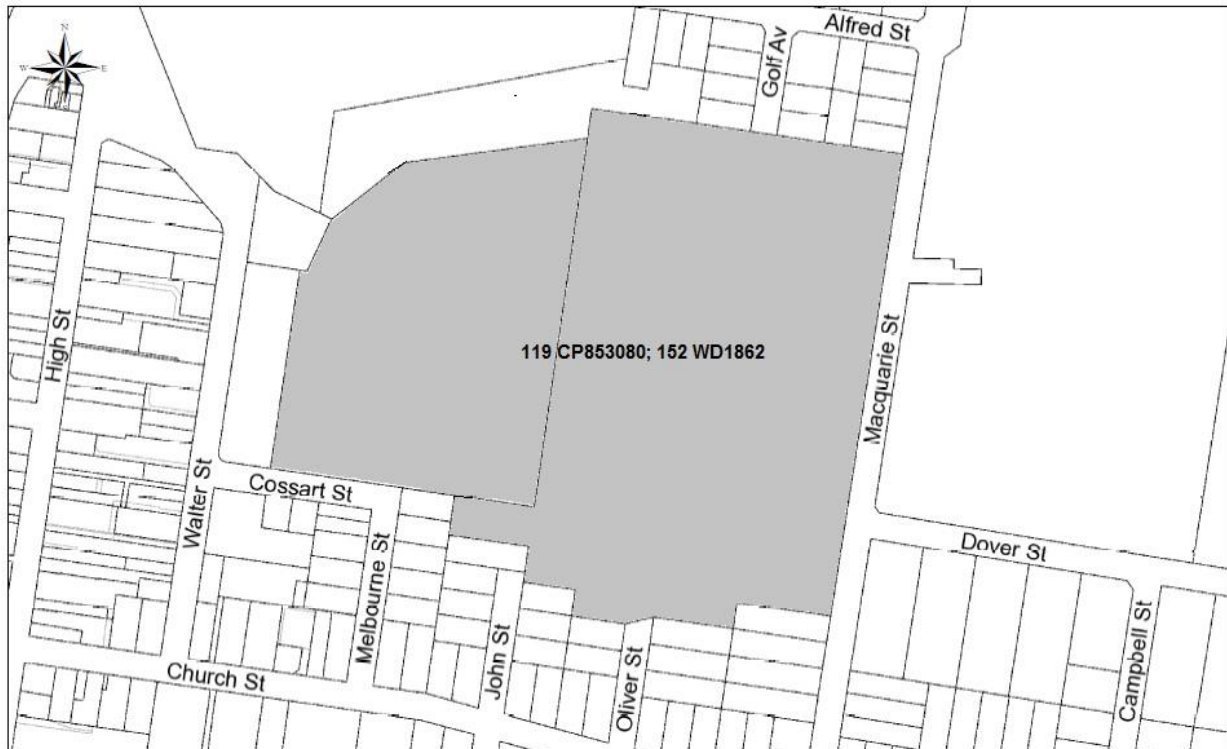 Alfred St
Golf Av
N
W
E
119 CP853080; 152 WD1862
High St
Macquarie St
Cossart St
Walter St
Dover St
Melbourne St
Campbell St
John St
Oliver St
Church St